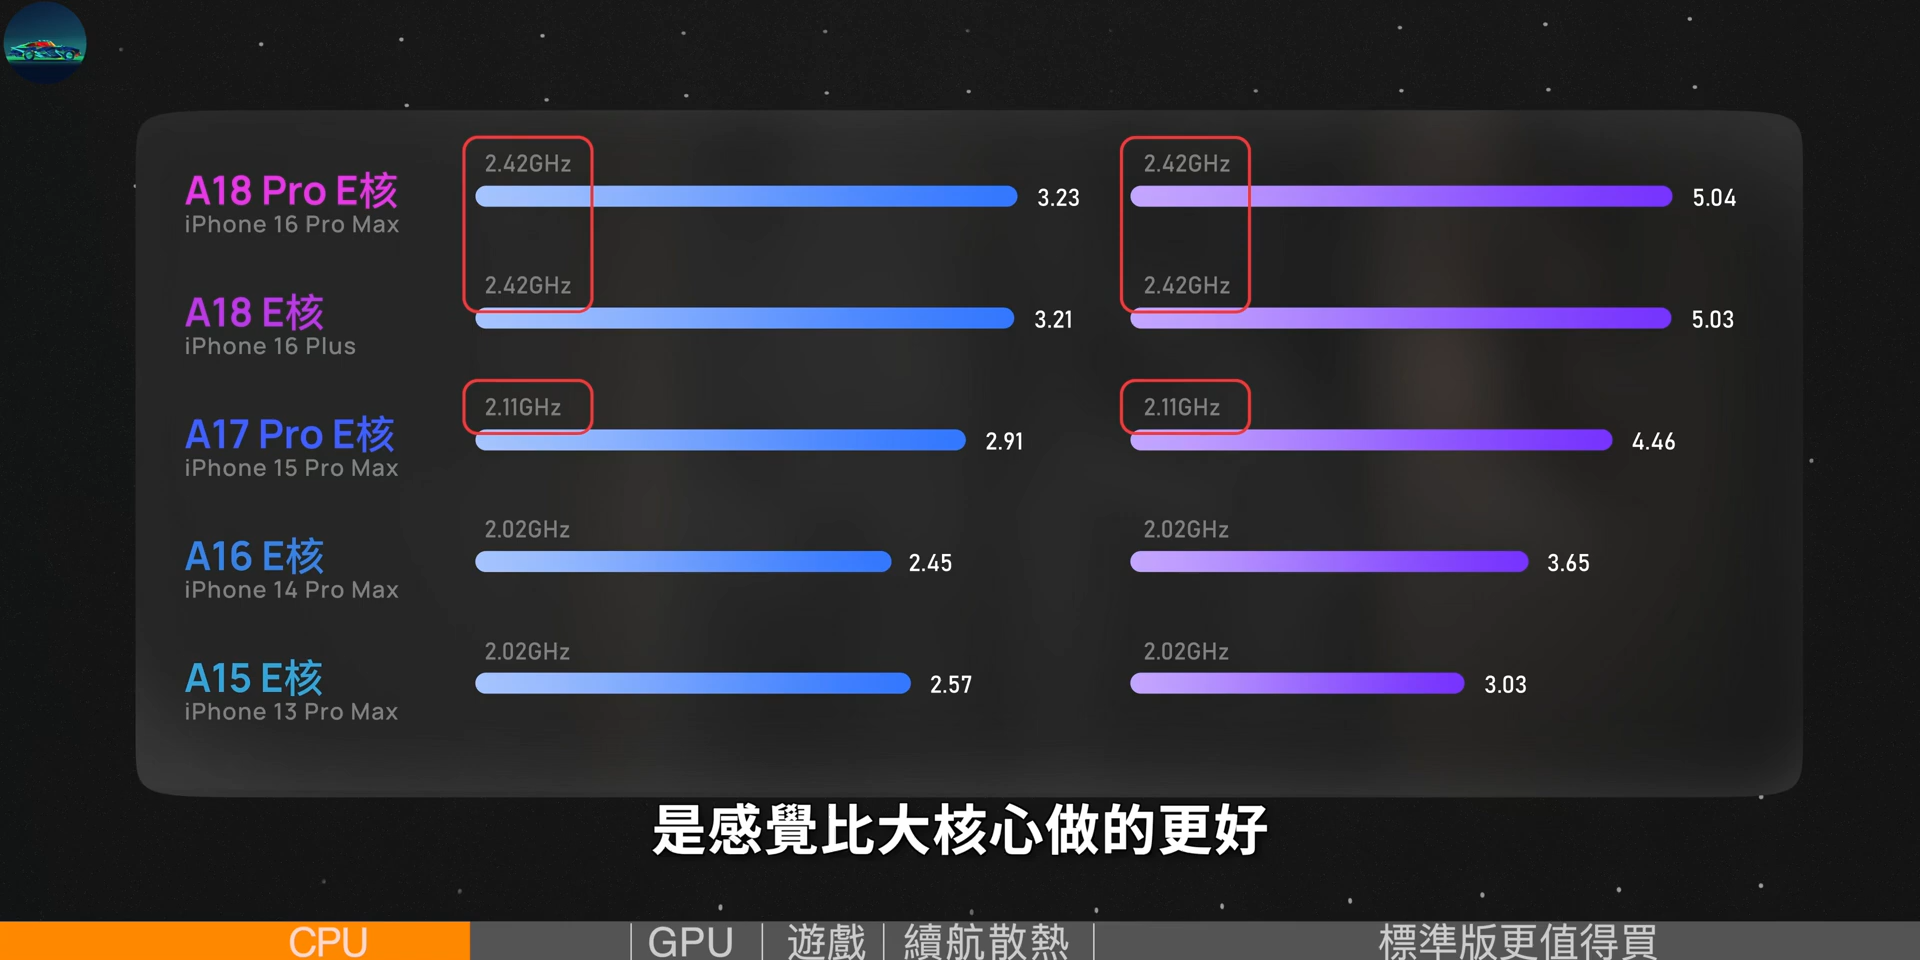 2.42GHz 2.42GHz
A18 Pro E核 3.23 5.04
iPhone 16 Pro Max
2.42GHz 2.42GHz
A18 E核 3.21 5.03
iPhone 16 Plus
2.11GHz 2.11GHz
A17 Pro E核 2.91 4.46
iPhone 15 Pro Max
2.02GHz 2.02GHz
A16 E核 2.45 3.65
iPhone 14 Pro Max
2.02GHz 2.02GHz
A15 E核 2.57 3.03
iPhone 13 Pro Max
是感覺比大核心做的更好
CPU GPU 遊戲 續航散熱 標準版更值得買